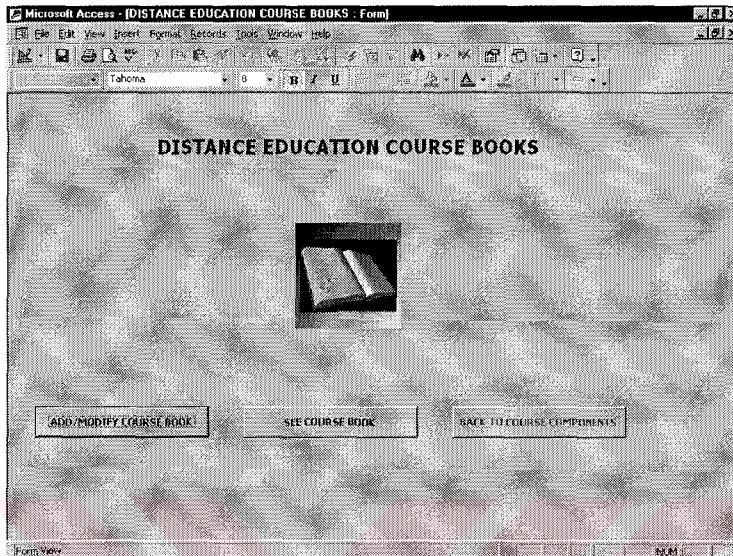 Microsoft Access - [DISTANCE EDUCATION COURSE BOOKS : Form]
File Edit View Insert Format Records Tools Window Help
Tahoma 8 B I U
DISTANCE EDUCATION COURSE BOOKS
ADD/MODIFY COURSE BOOK
SEE COURSE BOOK
BACK TO COURSE COMPONENTS
Form View NUM